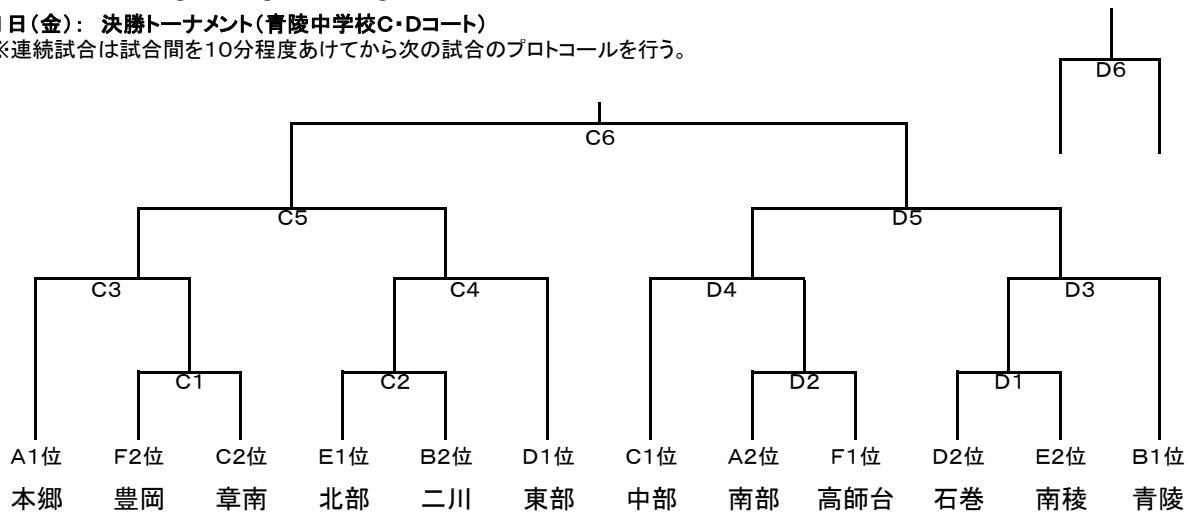 日(金): 決勝トーナメント(青陵中学校C・Dコート)
※連続試合は試合間を10分程度あけてから次の試合のプロトコールを行う。
D6
C6
C5 D5
C3 C4 D4 D3
C1 C2 D2 D1
A1位 F2位 C2位 E1位 B2位 D1位 C1位 A2位 F1位 D2位 E2位 B1位
本郷 豊岡 章南 北部 二川 東部 中部 南部 高師台 石巻 南稜 青陵